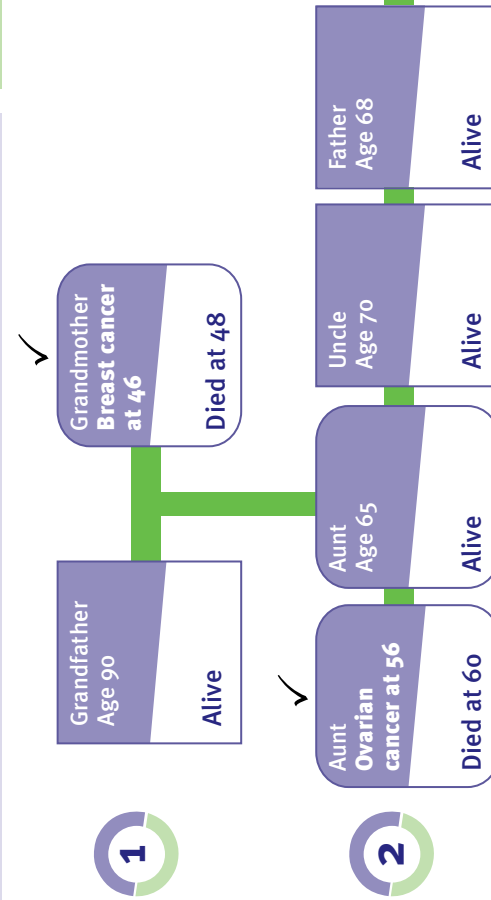 1
Grandfather
Age 90
Alive
Grandmother
Breast cancer
at 46
Died at 48
2
Aunt
Ovarian
cancer at 56
Died at 60
Aunt
Age 65
Alive
Uncle
Age 70
Alive
Father
Age 68
Alive